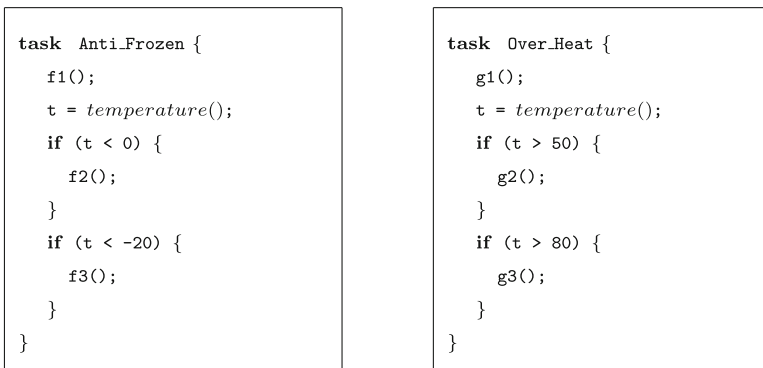 task Anti_Frozen {
f1();
t = temperature();
if (t < 0) {
f2();
}
if (t < -20) {
f3();
}
}
task Over_Heat {
g1();
t = temperature();
if (t > 50) {
g2();
}
if (t > 80) {
g3();
}
}